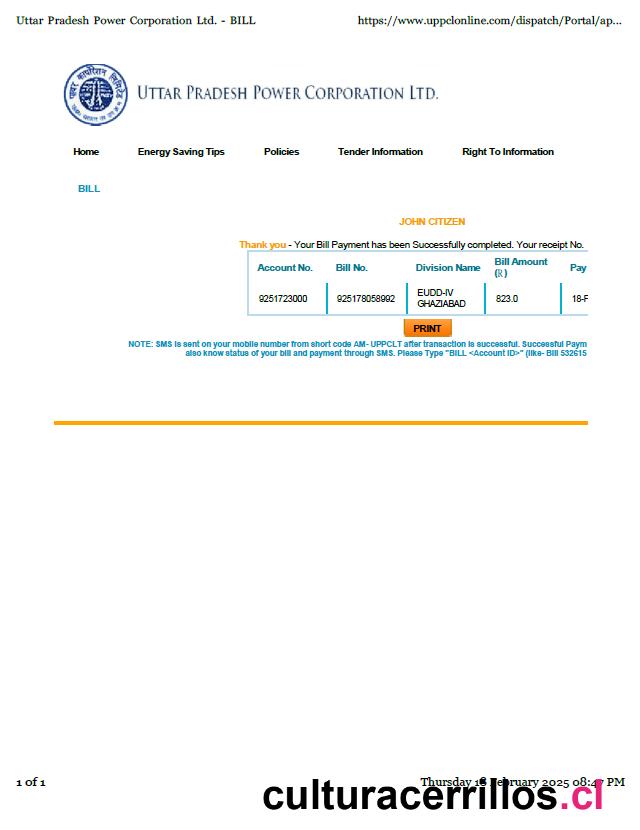 Uttar Pradesh Power Corporation Ltd. - BILL https://www.uppclonline.com/dispatch/Portal/ap...
UTTAR PRADESH POWER CORPORATION LTD.
Home Energy Saving Tips Policies Tender Information Right To Information
BILL
JOHN CITIZEN
Thank you - Your Bill Payment has been Successfully completed. Your receipt No.
Account No. Bill No. Division Name Bill Amount (R) Pay
9251723000 925178058992 EUDD-IV GHAZIABAD 823.0 18-F
PRINT
NOTE: SMS is sent on your mobile number from short code AM- UPPCLT after transaction is successful. Successful Paym
also know status of your bill and payment through SMS. Please Type "BILL <Account ID>" (like- Bill 532615
1 of 1 Thursday February 2025 PM
culturacerrillos.cl